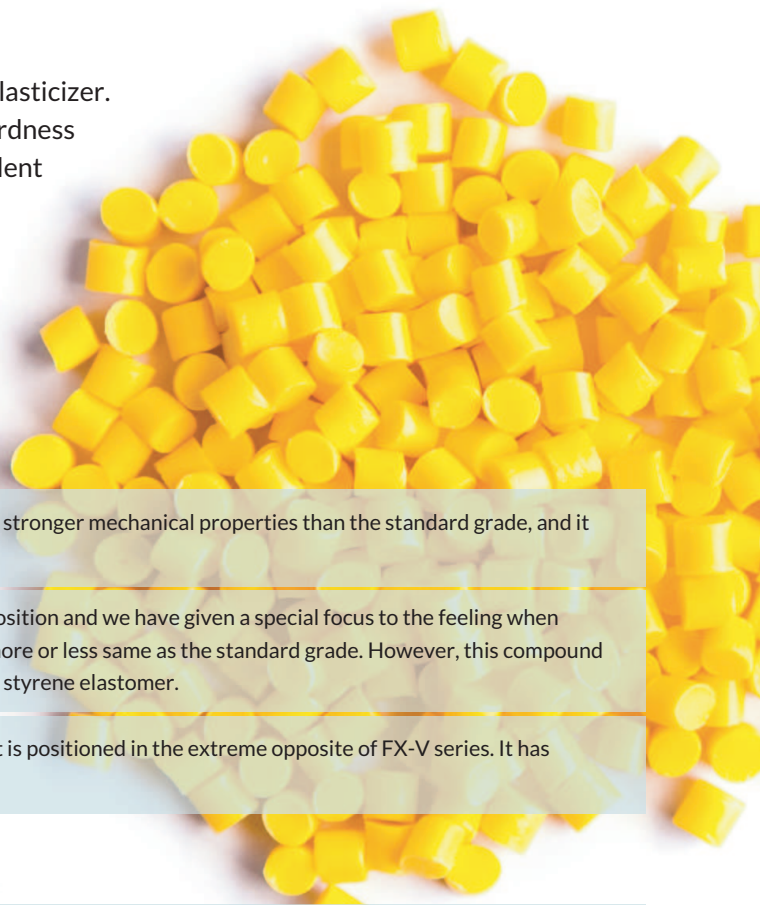 lasticizer.
rdness
lent
stronger mechanical properties than the standard grade, and it
osition and we have given a special focus to the feeling when
nore or less same as the standard grade. However, this compound
styrene elastomer.
t is positioned in the extreme opposite of FX-V series. It has